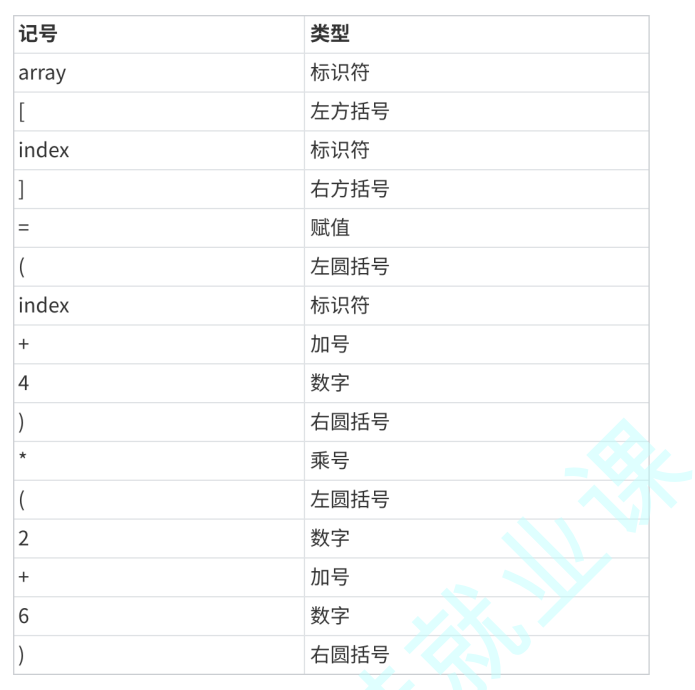 记号 类型
array 标识符
[ 左方括号
index 标识符
] 右方括号
= 赋值
( 左圆括号
index 标识符
+ 加号
4 数字
) 右圆括号
* 乘号
( 左圆括号
2 数字
+ 加号
6 数字
) 右圆括号
就业课